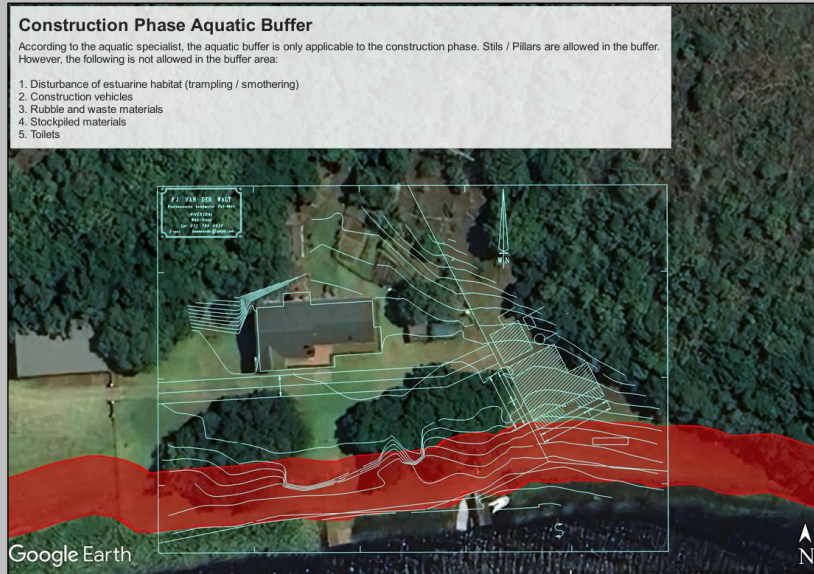 Construction Phase Aquatic Buffer
According to the aquatic specialist, the aquatic buffer is only applicable to the construction phase. Stils / Pillars are allowed in the buffer.
However, the following is not allowed in the buffer area:
1. Disturbance of estuarine habitat (trampling / smothering)
2. Construction vehicles
3. Rubble and waste materials
4. Stockpiled materials
5. Toilets
F.J. VAN DER WALT
RIVERSDAL
WN
5
Google Earth
N